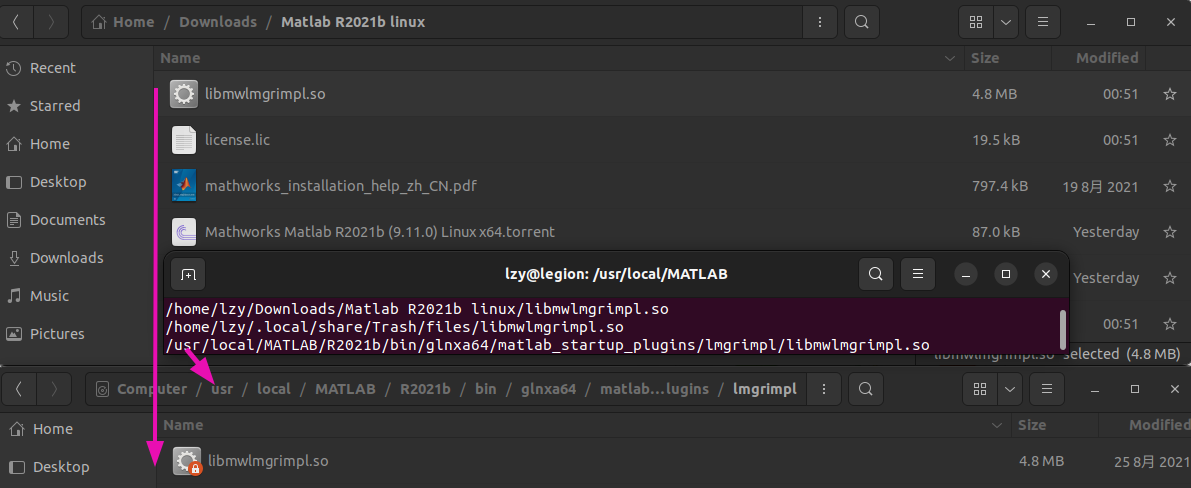 Home / Downloads / Matlab R2021b linux
Name Size Modified
Recent
libmwlmgrimpl.so 4.8 MB 00:51
Starred
Home
license.lic 19.5 kB 00:51
Desktop
mathworks_installation_help_zh_CN.pdf 797.4 kB 19 8月 2021
Documents
Mathworks Matlab R2021b (9.11.0) Linux x64.torrent 87.0 kB Yesterday
Downloads
lzy@legion: /usr/local/MATLAB
Yesterday
Music
/home/lzy/Downloads/Matlab R2021b linux/libmwlmgrimpl.so
/home/lzy/.local/share/Trash/files/libmwlmgrimpl.so
00:51
Pictures
/usr/local/MATLAB/R2021b/bin/glnxa64/matlab_startup_plugins/lmgrimpl/libmwlmgrimpl.so
selected (4.8 MB)
Computer / usr / local / MATLAB / R2021b / bin / glnxa64 / matlab...lugins / lmgrimpl
Name Size Modified
Home
libmwlmgrimpl.so 4.8 MB 25 8月 2021
Desktop